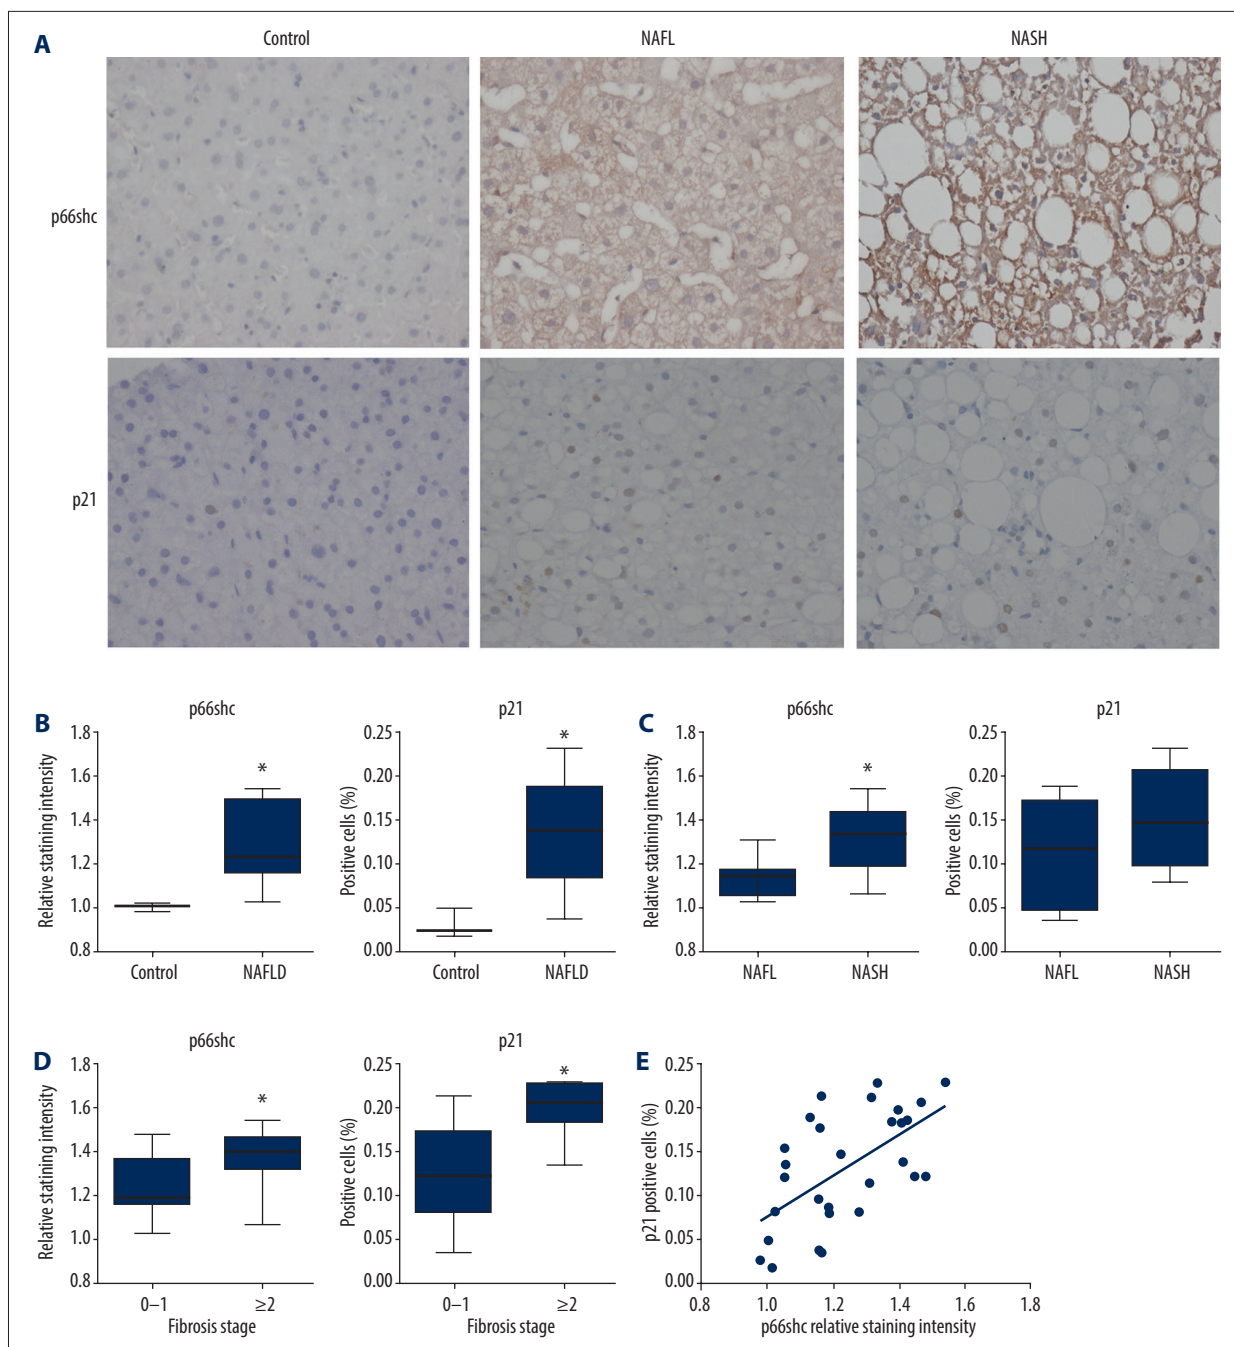 A
Control
NAFL
NASH
p66shc
p21
B
p66shc
Relative statining intensity
1.8
1.6
1.4
1.2
1.0
0.8
*
Control
NAFLD
p21
Positive cells (%)
0.25
0.20
0.15
0.10
0.05
0.00
*
Control
NAFLD
C
p66shc
Relative statining intensity
1.8
1.6
1.4
1.2
1.0
0.8
*
NAFL
NASH
p21
Positive cells (%)
0.25
0.20
0.15
0.10
0.05
0.00
NAFL
NASH
D
p66shc
Relative statining intensity
1.8
1.6
1.4
1.2
1.0
0.8
*
0–1
≥2
Fibrosis stage
p21
Positive cells (%)
0.25
0.20
0.15
0.10
0.05
0.00
*
0–1
≥2
Fibrosis stage
E
p21 positive cells (%)
0.25
0.20
0.15
0.10
0.05
0.00
0.8
1.0
1.2
1.4
1.6
1.8
p66shc relative staining intensity